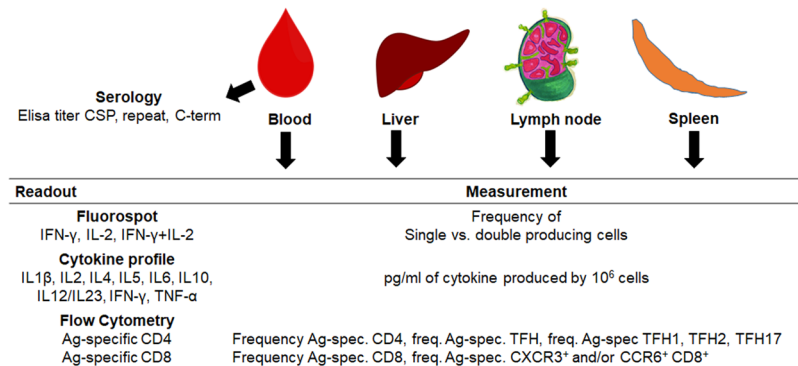 Serology
Elisa titer CSP, repeat, C-term
Blood
Liver
Lymph node
Spleen
Readout
Measurement
Fluorospot
IFN-γ, IL-2, IFN-γ+IL-2
Frequency of
Single vs. double producing cells
Cytokine profile
IL1β, IL2, IL4, IL5, IL6, IL10,
IL12/IL23, IFN-γ, TNF-α
pg/ml of cytokine produced by 10⁶ cells
Flow Cytometry
Ag-specific CD4
Frequency Ag-spec. CD4, freq. Ag-spec. TFH, freq. Ag-spec TFH1, TFH2, TFH17
Ag-specific CD8
Frequency Ag-spec. CD8, freq. Ag-spec. CXCR3⁺ and/or CCR6⁺ CD8⁺